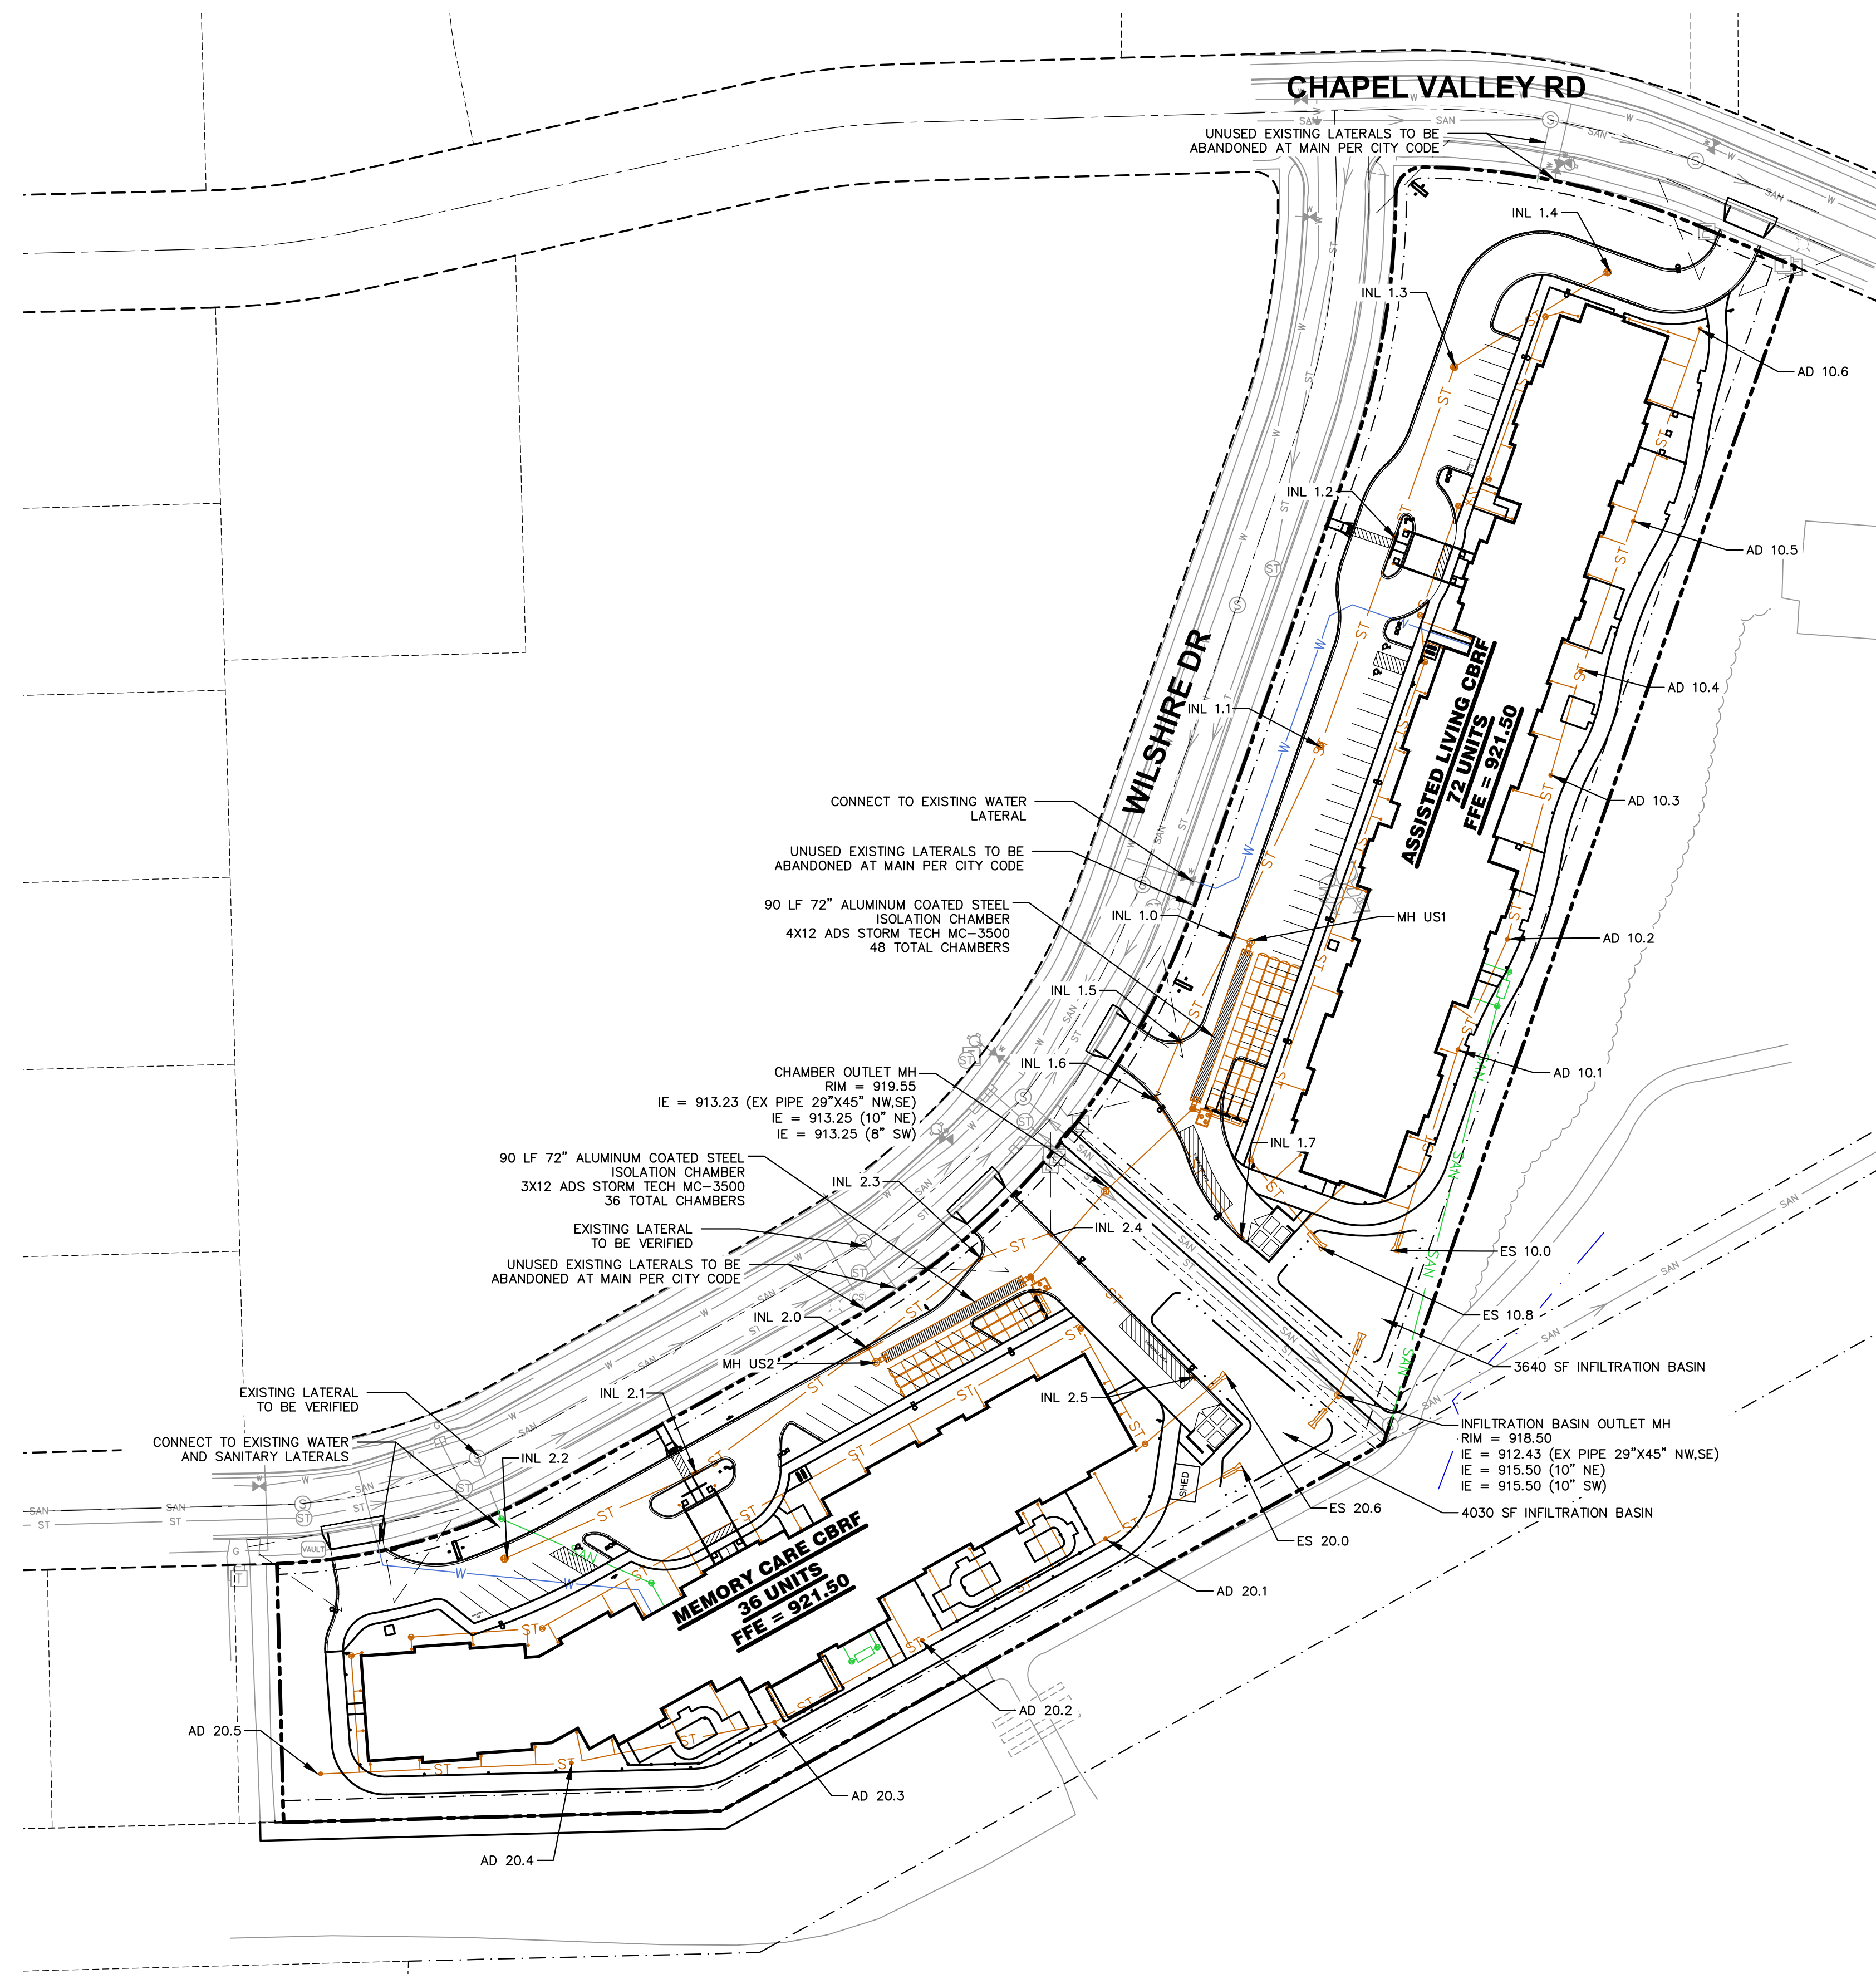 CHAPEL VALLEY RD
UNUSED EXISTING LATERALS TO BE
ABANDONED AT MAIN PER CITY CODE
INL 1.4
INL 1.3
AD 10.6
INL 1.2
AD 10.5
WILSHIRE DR
ASSISTED LIVING CBRF
72 UNITS
FFE = 921.50
AD 10.4
INL 1.1
CONNECT TO EXISTING WATER
LATERAL
AD 10.3
UNUSED EXISTING LATERALS TO BE
ABANDONED AT MAIN PER CITY CODE
90 LF 72" ALUMINUM COATED STEEL
ISOLATION CHAMBER
4X12 ADS STORM TECH MC-3500
48 TOTAL CHAMBERS
INL 1.0
MH US1
AD 10.2
INL 1.5
INL 1.6
CHAMBER OUTLET MH
RIM = 919.55
IE = 913.23 (EX PIPE 29"X45" NW,SE)
IE = 913.25 (10" NE)
IE = 913.25 (8" SW)
AD 10.1
INL 1.7
90 LF 72" ALUMINUM COATED STEEL
ISOLATION CHAMBER
3X12 ADS STORM TECH MC-3500
36 TOTAL CHAMBERS
INL 2.3
INL 2.4
EXISTING LATERAL
TO BE VERIFIED
ES 10.0
UNUSED EXISTING LATERALS TO BE
ABANDONED AT MAIN PER CITY CODE
ES 10.8
INL 2.0
MH US2
3640 SF INFILTRATION BASIN
EXISTING LATERAL
TO BE VERIFIED
INL 2.1
INL 2.5
INFILTRATION BASIN OUTLET MH
RIM = 918.50
IE = 912.43 (EX PIPE 29"X45" NW,SE)
IE = 915.50 (10" NE)
IE = 915.50 (10" SW)
CONNECT TO EXISTING WATER
AND SANITARY LATERALS
INL 2.2
SHED
ES 20.6
4030 SF INFILTRATION BASIN
ES 20.0
VAULT
G
T
MEMORY CARE CBRF
36 UNITS
FFE = 921.50
AD 20.1
AD 20.2
AD 20.5
AD 20.3
AD 20.4